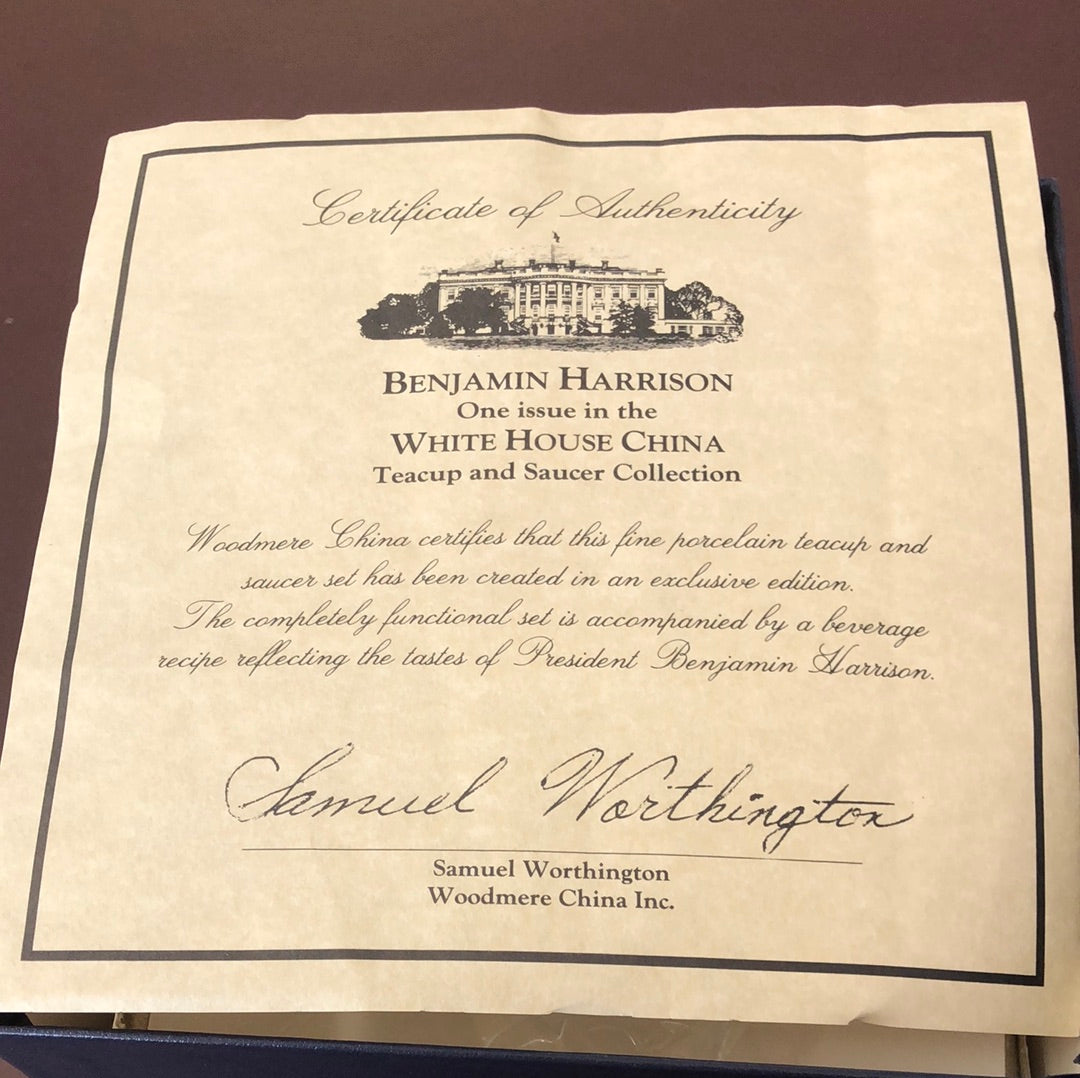 Certificate of Authenticity
BENJAMIN HARRISON
One issue in the
WHITE HOUSE CHINA
Teacup and Saucer Collection
Woodmere China certifies that this fine porcelain teacup and
saucer set has been created in an exclusive edition.
The completely functional set is accompanied by a beverage
recipe reflecting the tastes of President Benjamin Harrison.
Samuel Worthington
Samuel Worthington
Woodmere China Inc.